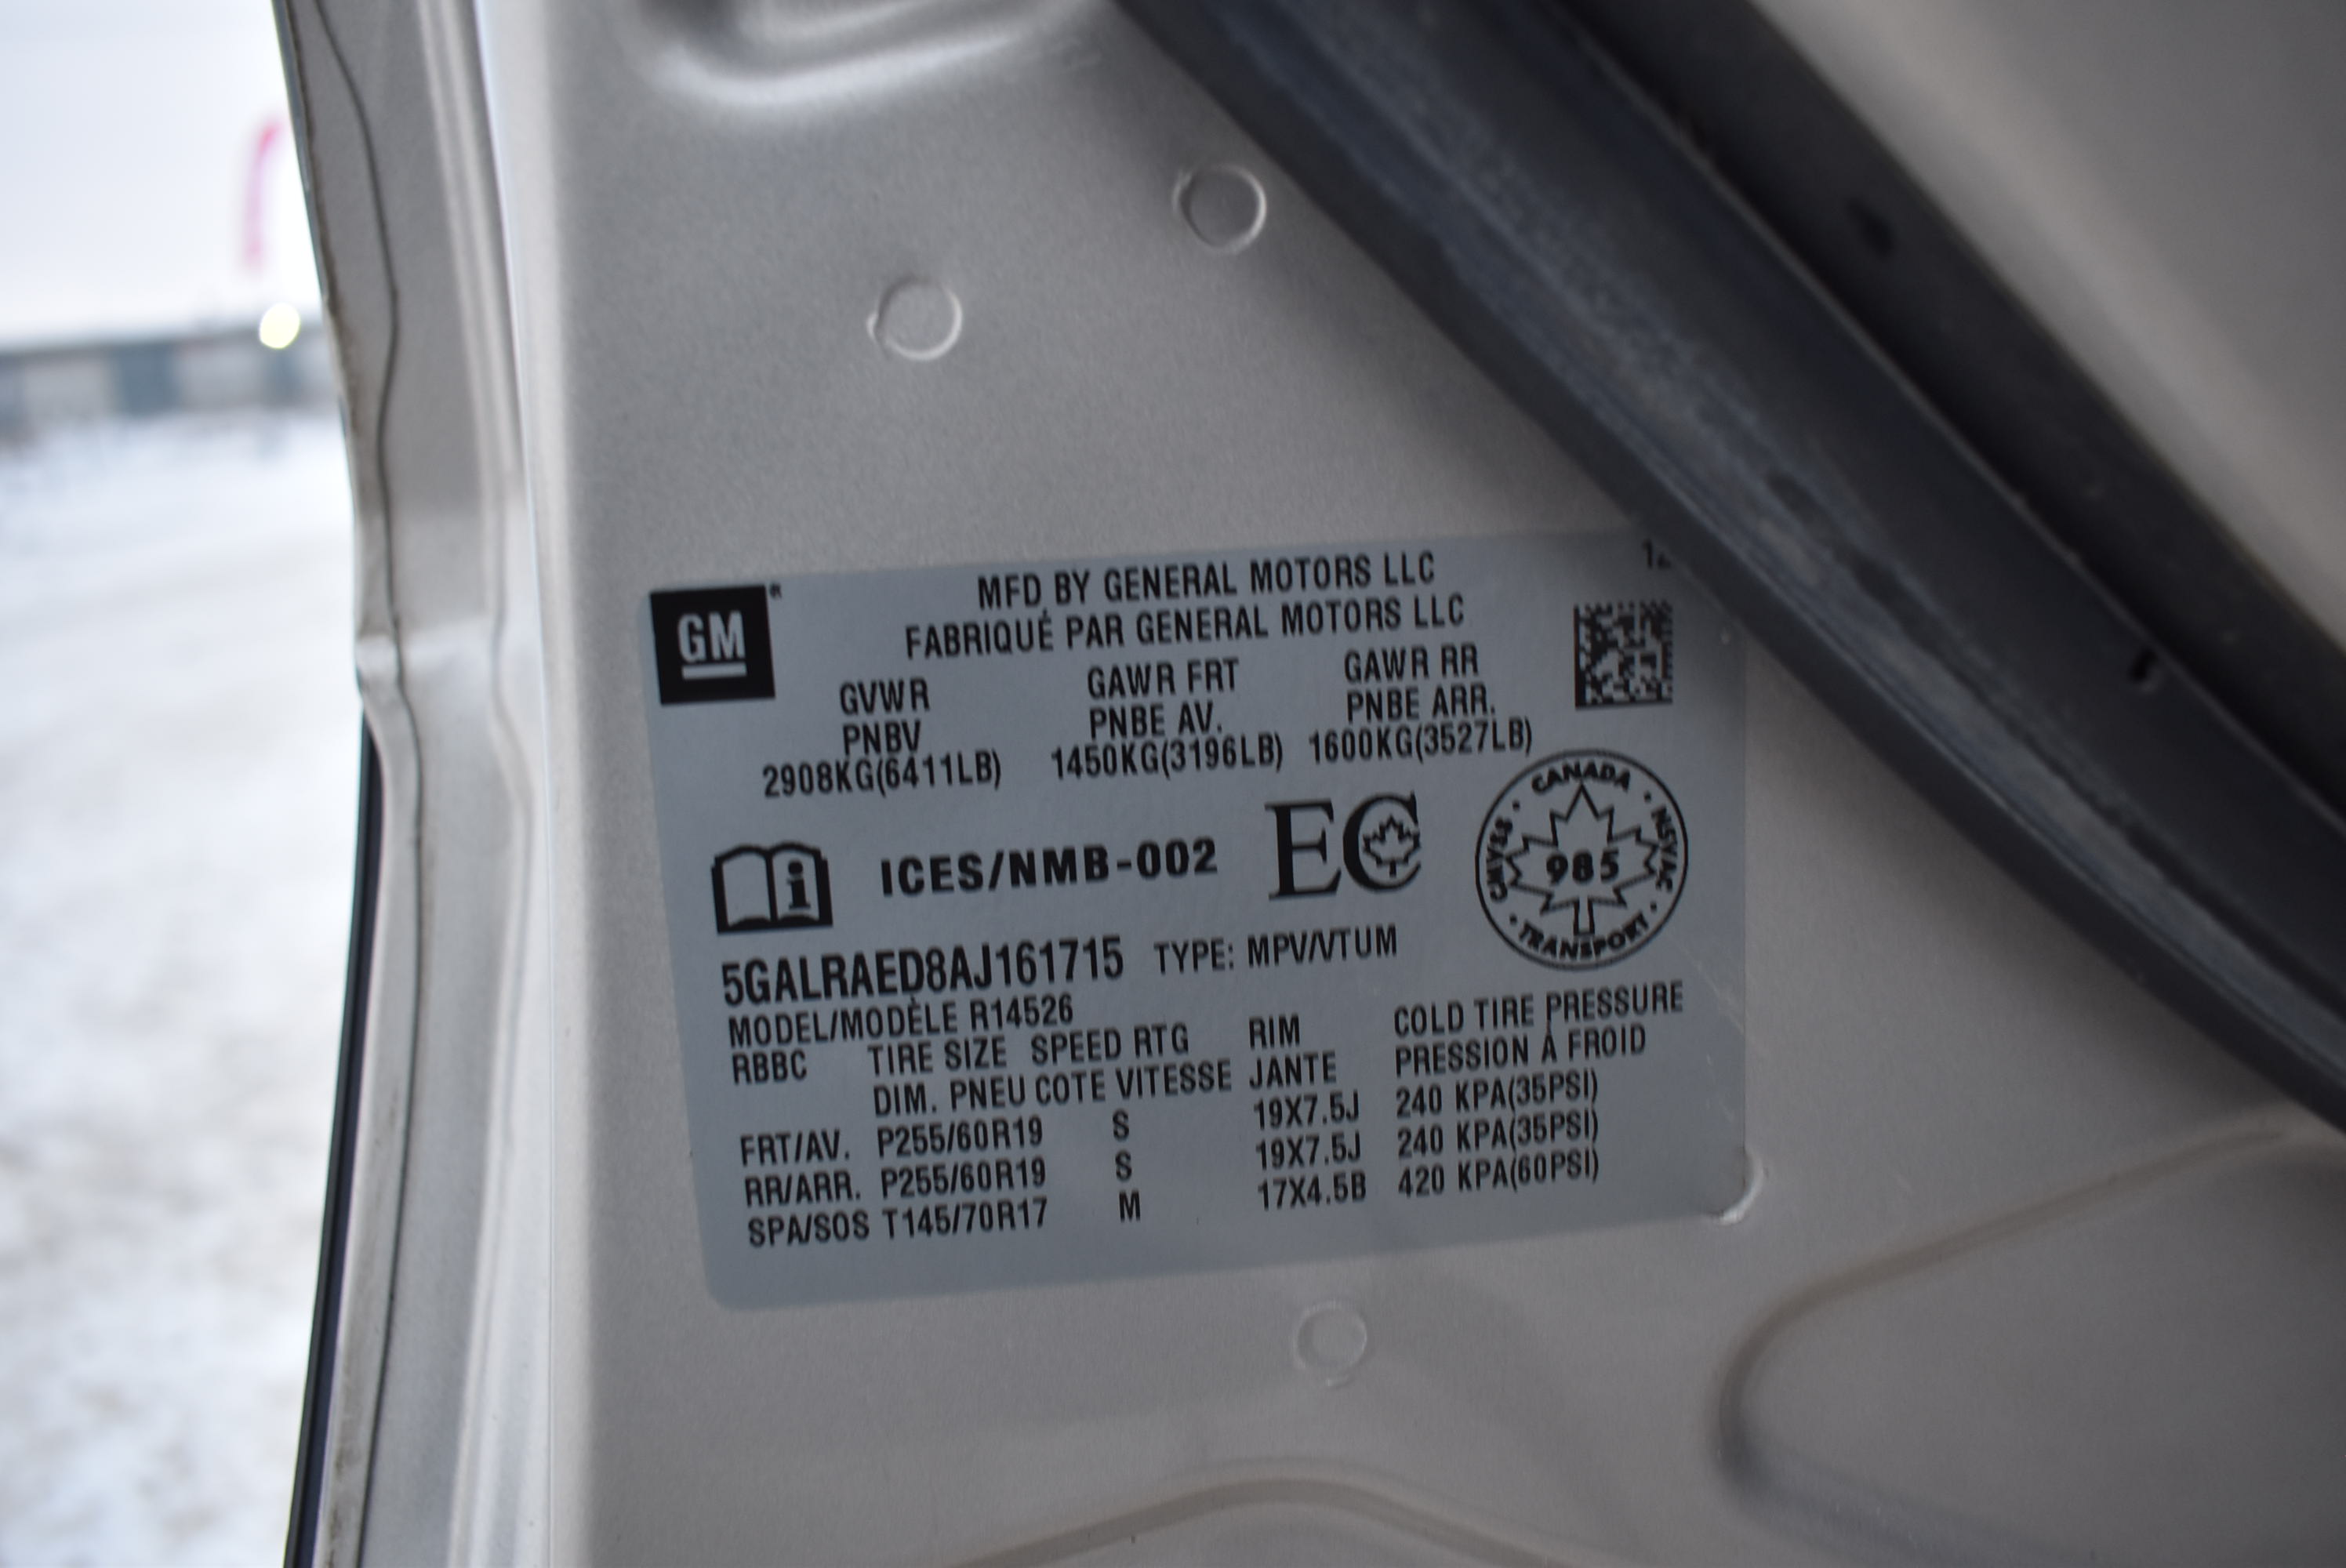 12
GM
MFD BY GENERAL MOTORS LLC
FABRIQUÉ PAR GENERAL MOTORS LLC
GVWR GAWR FRT GAWR RR
PNBV PNBE AV. PNBE ARR.
2908KG(6411LB) 1450KG(3196LB) 1600KG(3527LB)
ICES/NMB-002 EC
CANADA · NSVAC · TRANSPORT · CMVSS ·
985
5GALRAED8AJ161715 TYPE: MPV/VTUM
MODEL/MODÈLE R14526
RBBC TIRE SIZE SPEED RTG RIM COLD TIRE PRESSURE
DIM. PNEU COTE VITESSE JANTE PRESSION À FROID
FRT/AV. P255/60R19 S 19X7.5J 240 KPA(35PSI)
RR/ARR. P255/60R19 S 19X7.5J 240 KPA(35PSI)
SPA/SOS T145/70R17 M 17X4.5B 420 KPA(60PSI)